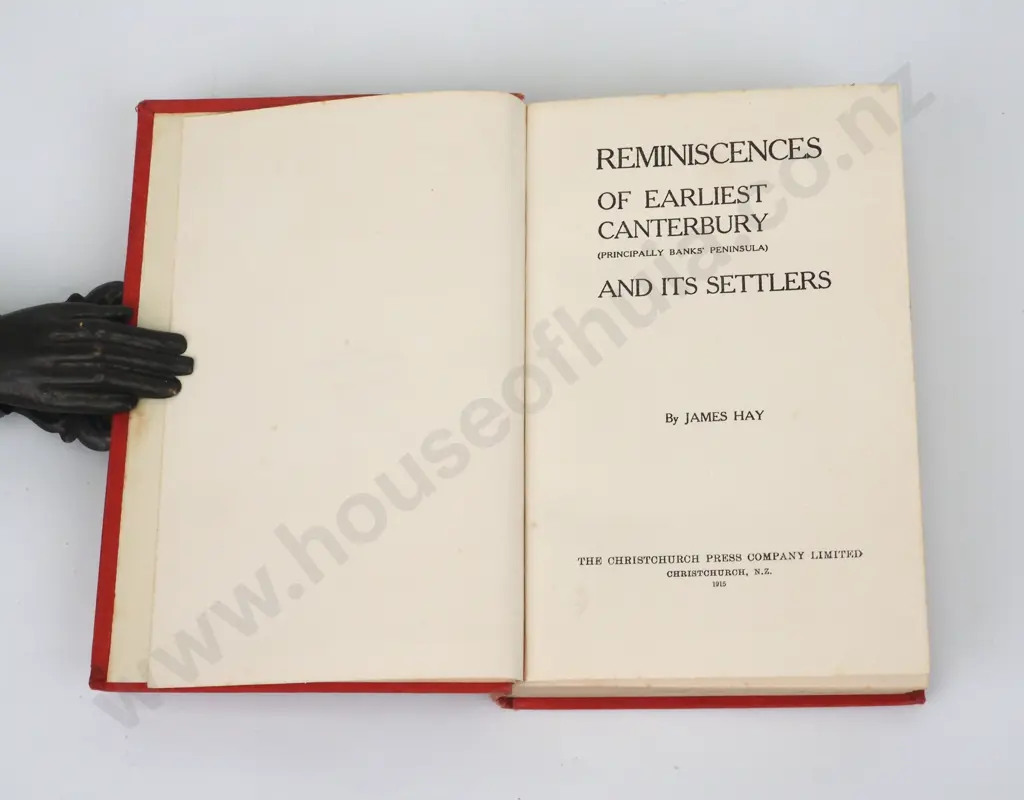 REMINISCENCES
OF EARLIEST
CANTERBURY
(PRINCIPALLY BANKS' PENINSULA)
AND ITS SETTLERS
By JAMES HAY
THE CHRISTCHURCH PRESS COMPANY LIMITED
CHRISTCHURCH, N.Z.
1915
www.houseofhuia.co.nz